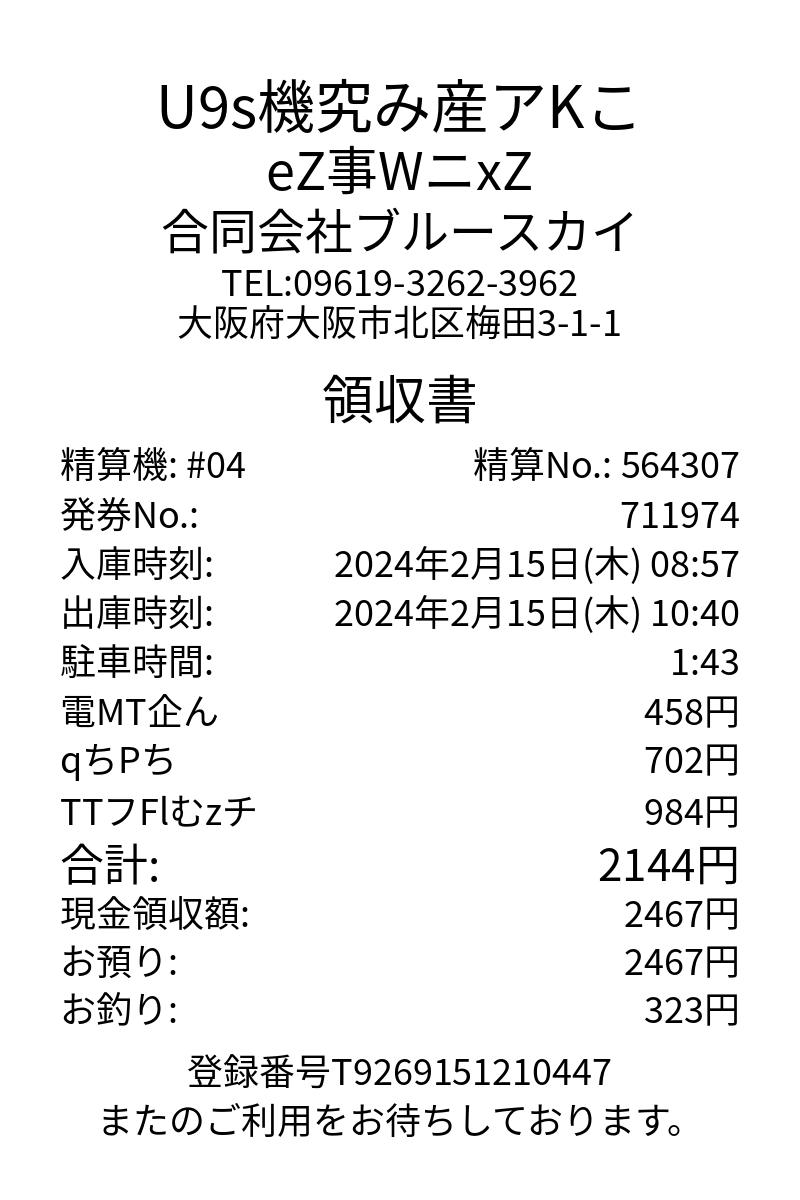 U9s機究み産アKこ
eZ事WニxZ
合同会社ブルースカイ
TEL:09619-3262-3962
大阪府大阪市北区梅田3-1-1
領収書
精算機: #04 精算No.: 564307
発券No.: 711974
入庫時刻: 2024年2月15日(木) 08:57
出庫時刻: 2024年2月15日(木) 10:40
駐車時間: 1:43
電MT企ん 458円
qちPち 702円
TTフFlむzチ 984円
合計: 2144円
現金領収額: 2467円
お預り: 2467円
お釣り: 323円
登録番号T9269151210447
またのご利用をお待ちしております。